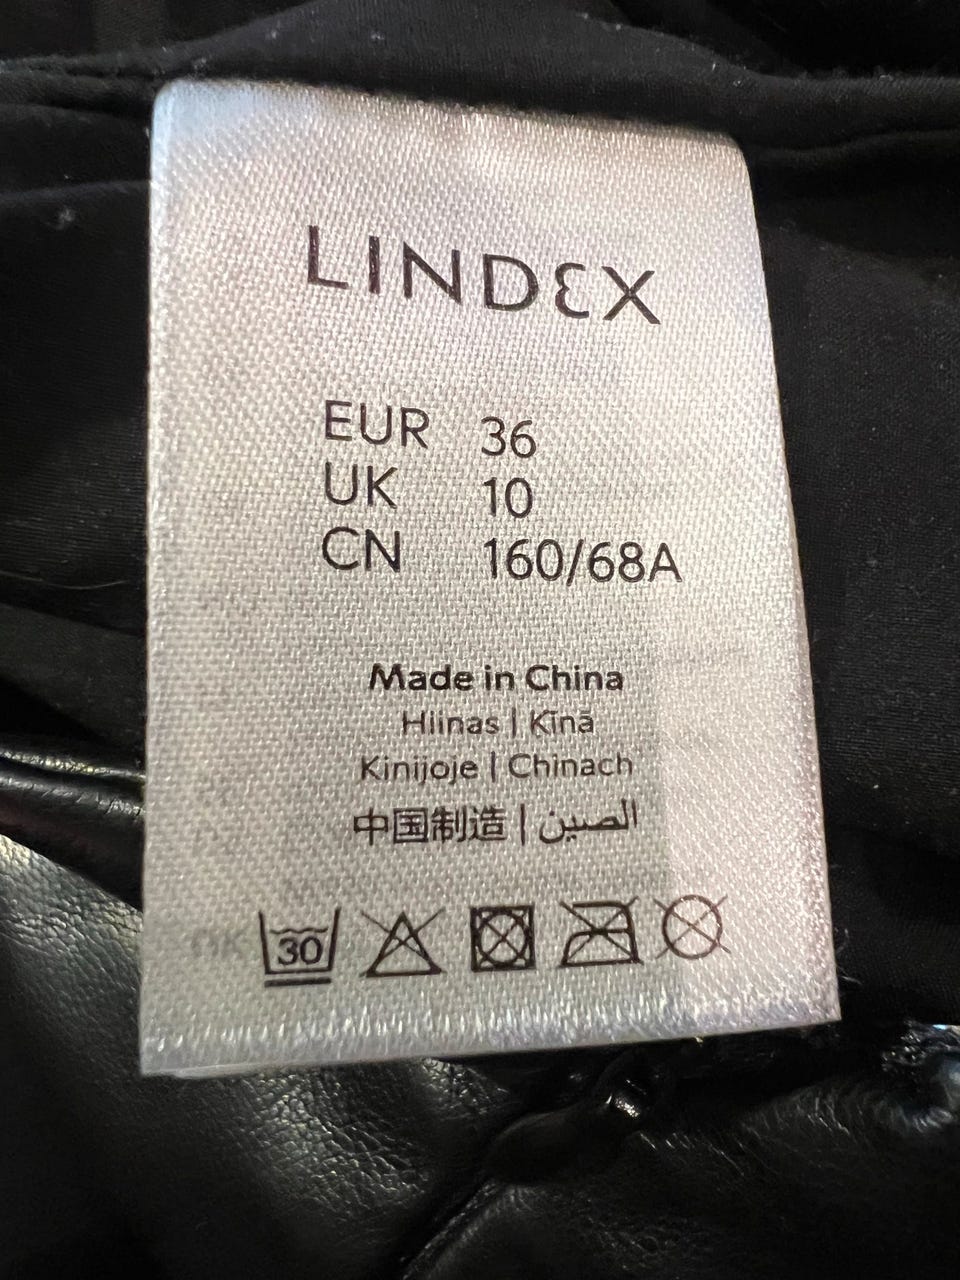 LINDEX
EUR 36
UK 10
CN 160/68A
Made in China
Hiinas | Ķīnā
Kinijoje | Chinach
中国制造 | الصين
30